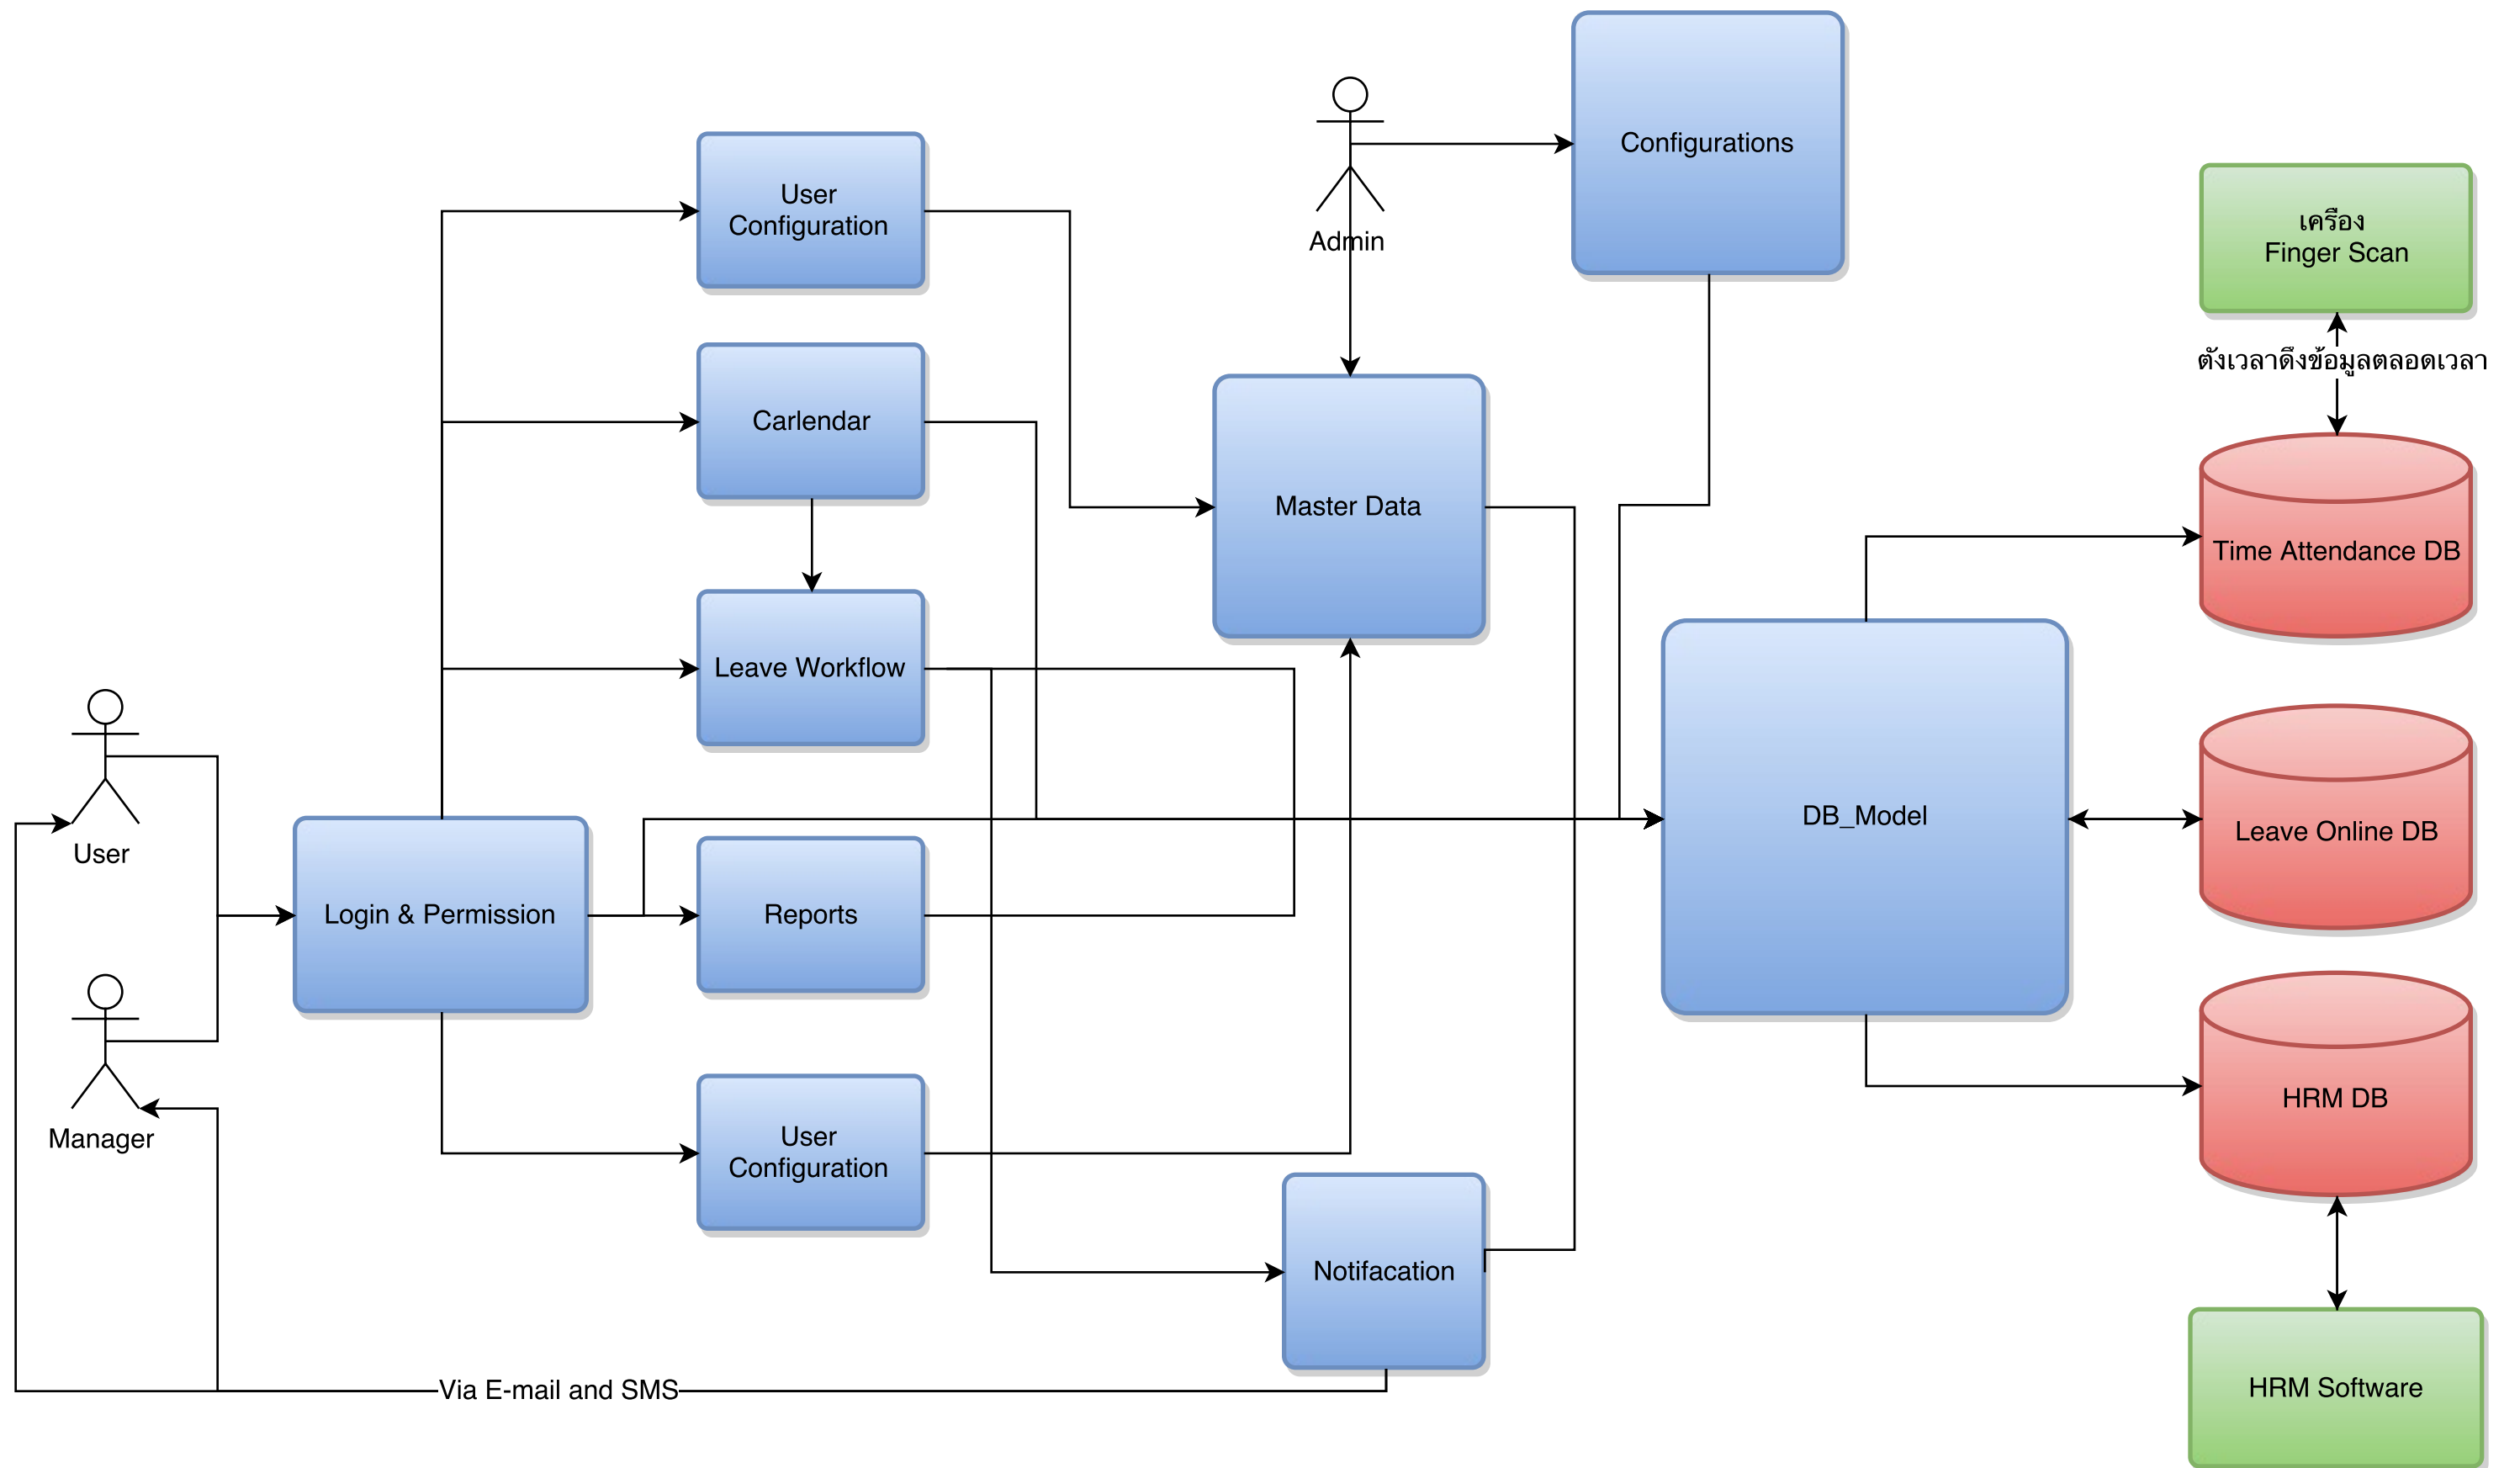 Configurations
Admin
User
Configuration
เครื่อง
Finger Scan
ตั้งเวลาดึงข้อมูลตลอดเวลา
Carlendar
Master Data
Time Attendance DB
Leave Workflow
User
DB_Model
Leave Online DB
Login & Permission
Reports
Manager
User
Configuration
HRM DB
Notifacation
Via E-mail and SMS
HRM Software